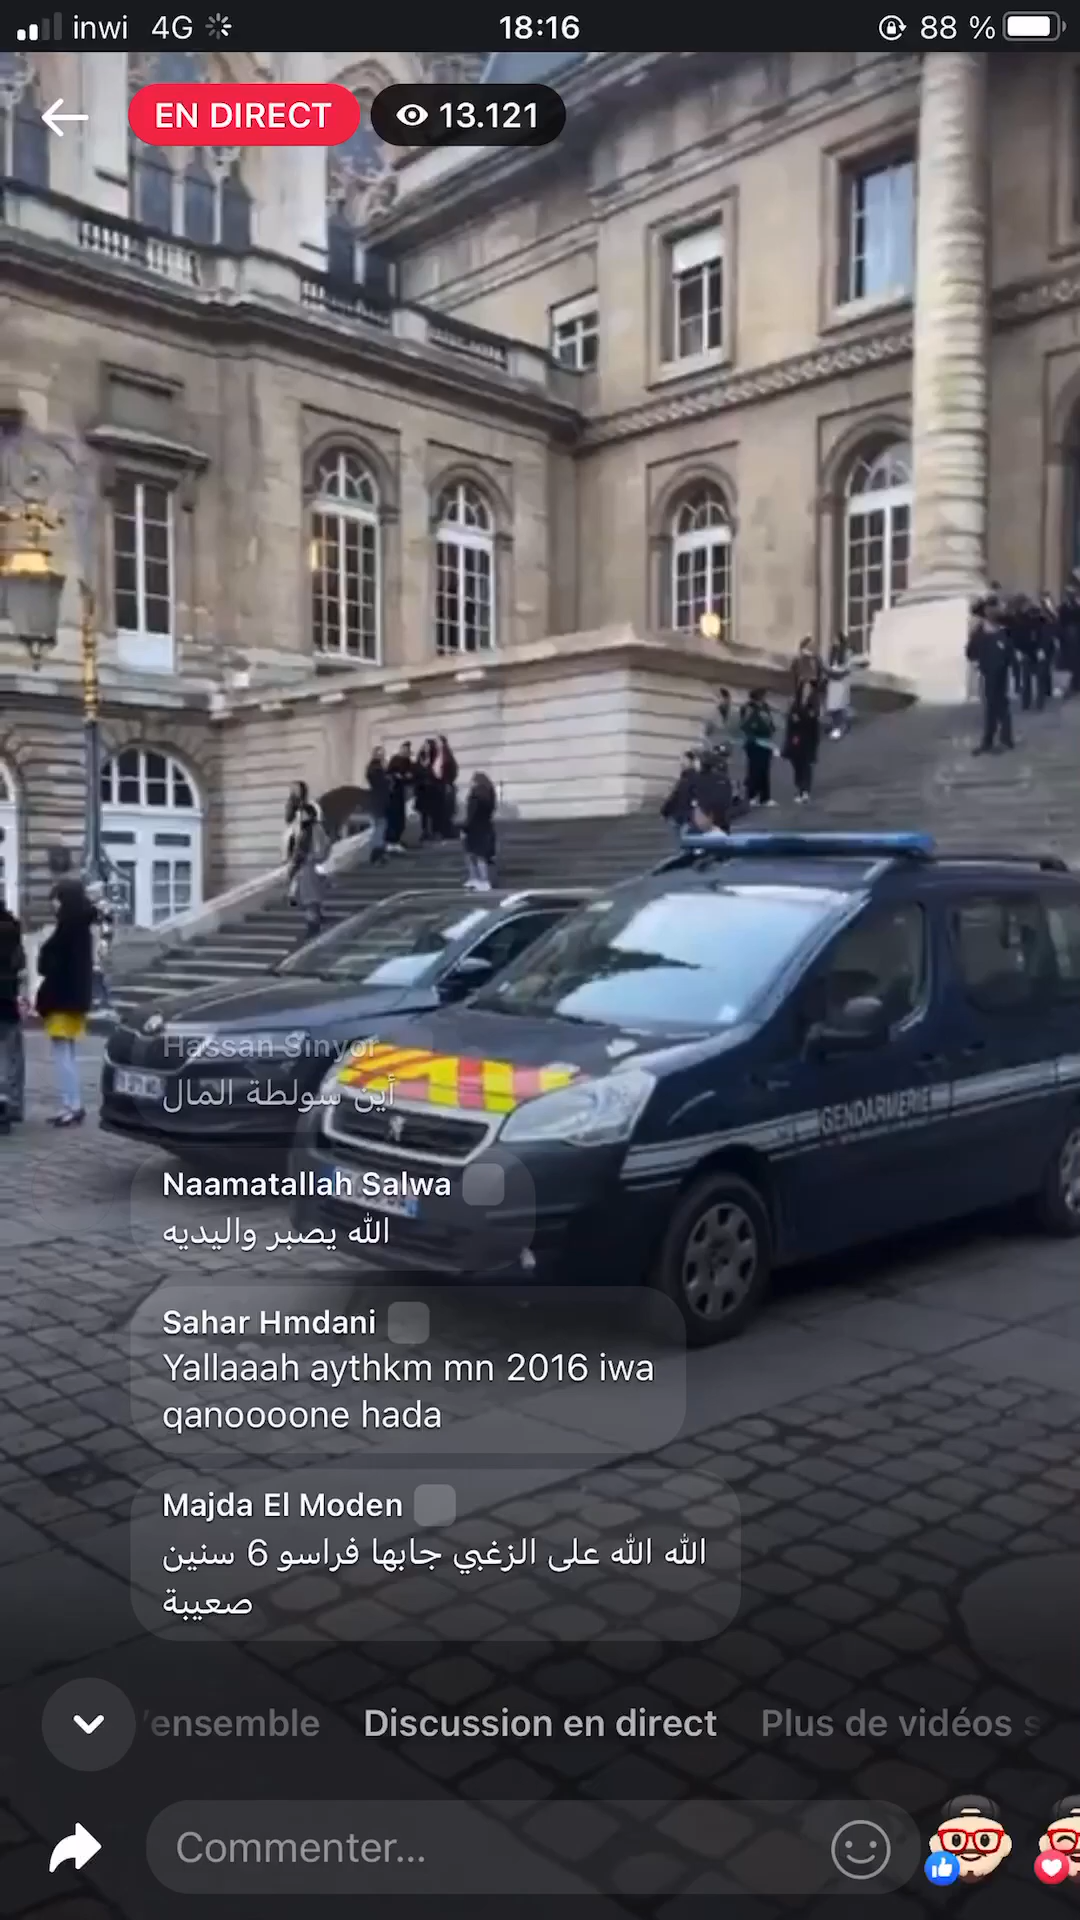 inwi 4G 18:16 88 %
EN DIRECT 13.121
GENDARMERIE
Hassan Sinyor
أين سولطة المال
Naamatallah Salwa
الله يصبر واليديه
Sahar Hmdani
Yallaaah aythkm mn 2016 iwa
qanoooone hada
Majda El Moden
الله الله على الزغبي جابها فراسو 6 سنين
صعيبة
'ensemble Discussion en direct Plus de vidéos s
Commenter...